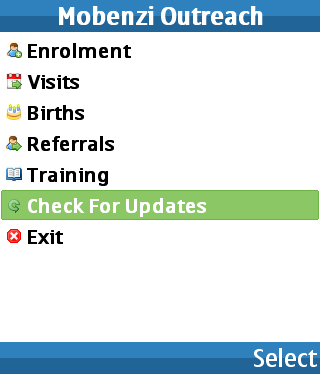 Mobenzi Outreach
Enrolment
Visits
Births
Referrals
Training
Check For Updates
Exit
Select